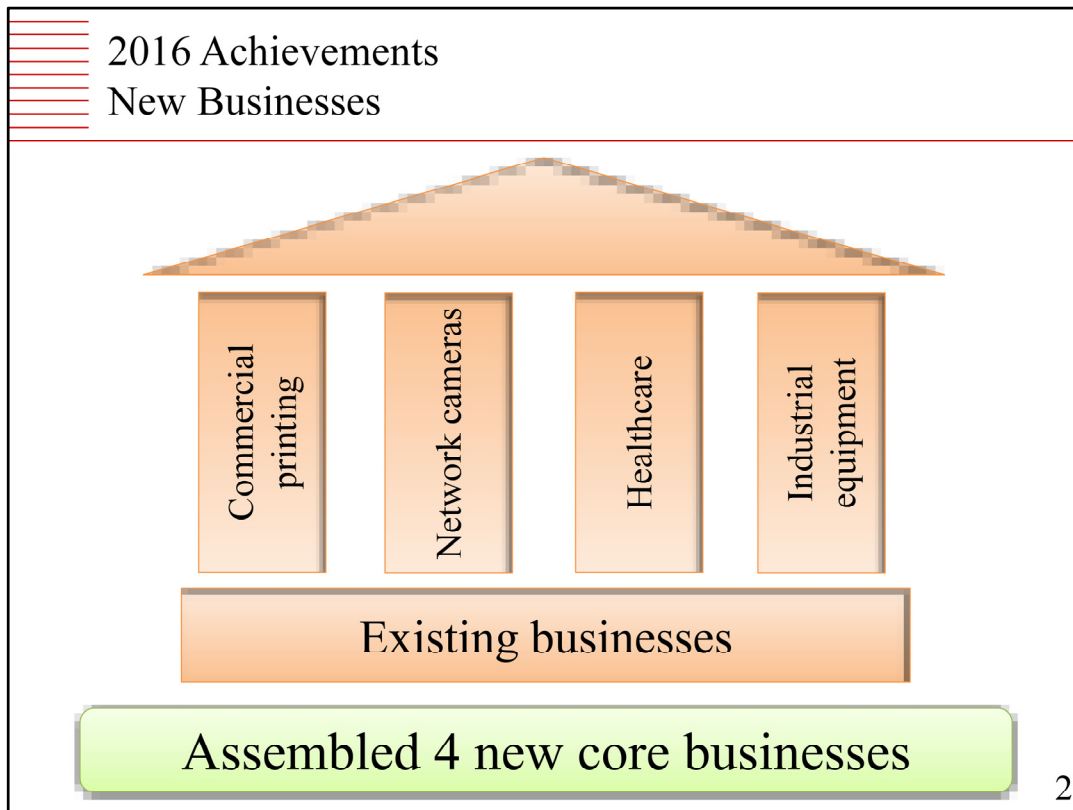 2016 Achievements
New Businesses
Commercial
printing
Network cameras
Healthcare
Industrial
equipment
Existing businesses
Assembled 4 new core businesses
2